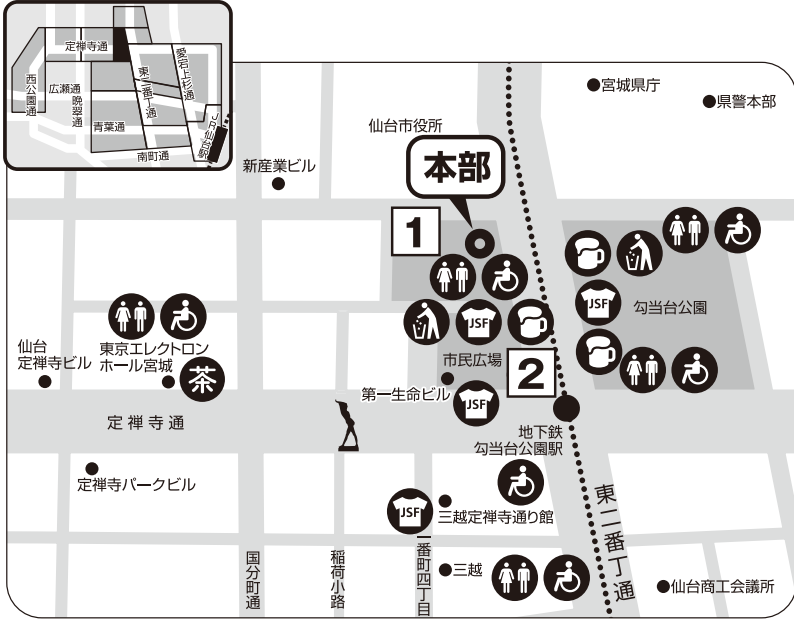 定禅寺通
西公園通
広瀬通
晩翠通
青葉通
南町通
東二番丁通
愛宕上杉通
JR仙台駅
宮城県庁
県警本部
仙台市役所
本部
新産業ビル
1
勾当台公園
JSF
JSF
市民広場
2
仙台
定禅寺ビル
東京エレクトロン
ホール宮城
茶
第一生命ビル
JSF
定禅寺通
地下鉄
勾当台公園駅
定禅寺パークビル
JSF
三越定禅寺通り館
東二番丁通
国分町通
稲荷小路
一番町四丁目
三越
仙台商工会議所